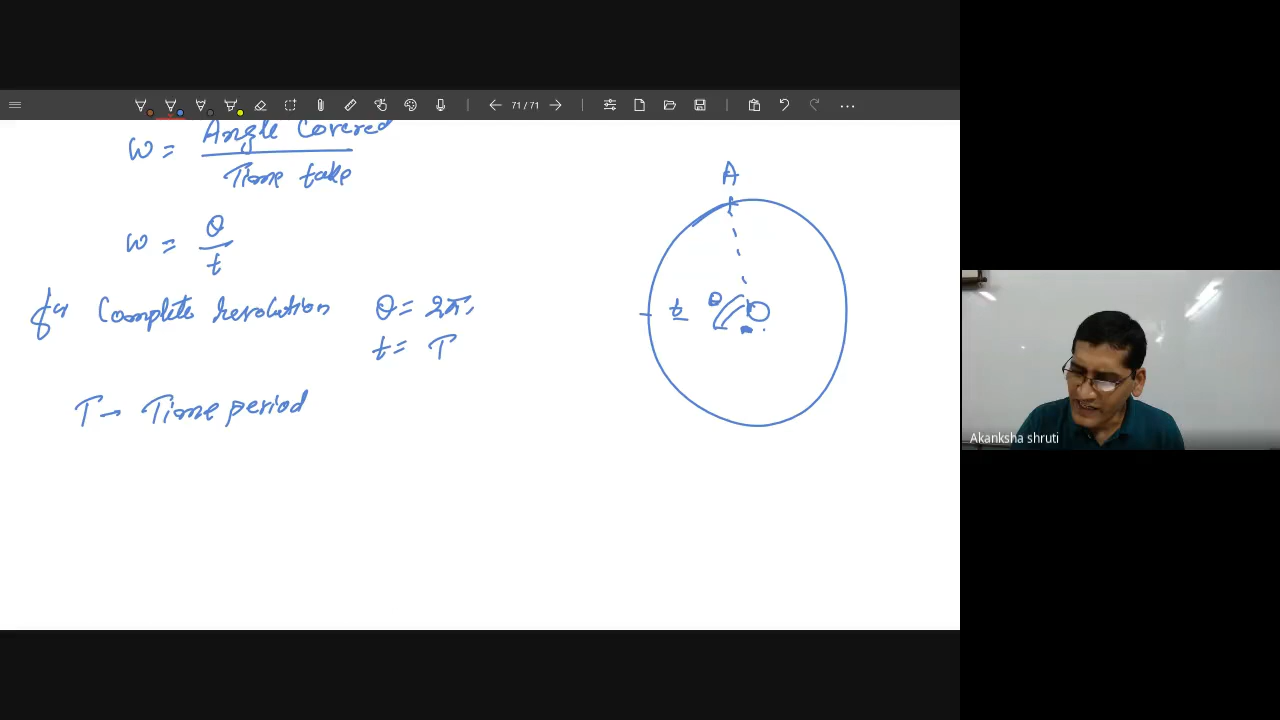 71 / 71
ω = Angle Covered / Time take
ω = θ / t
for Complete revolution θ = 2π,
t = T
T → Time period
A
θ
t
Akanksha shruti